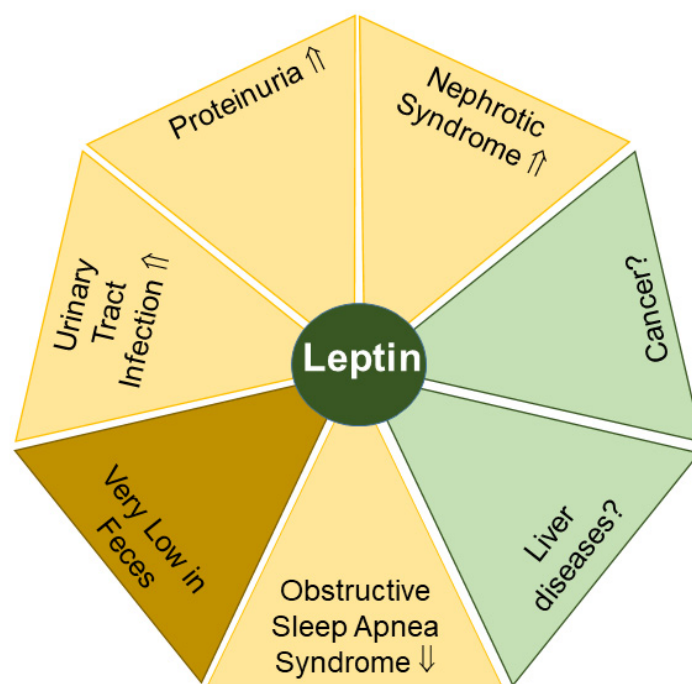 Proteinuria ⇑
Nephrotic
Syndrome ⇑
Cancer?
Liver
diseases?
Obstructive
Sleep Apnea
Syndrome ⇓
Very Low in
Feces
Urinary
Tract
Infection ⇑
Leptin